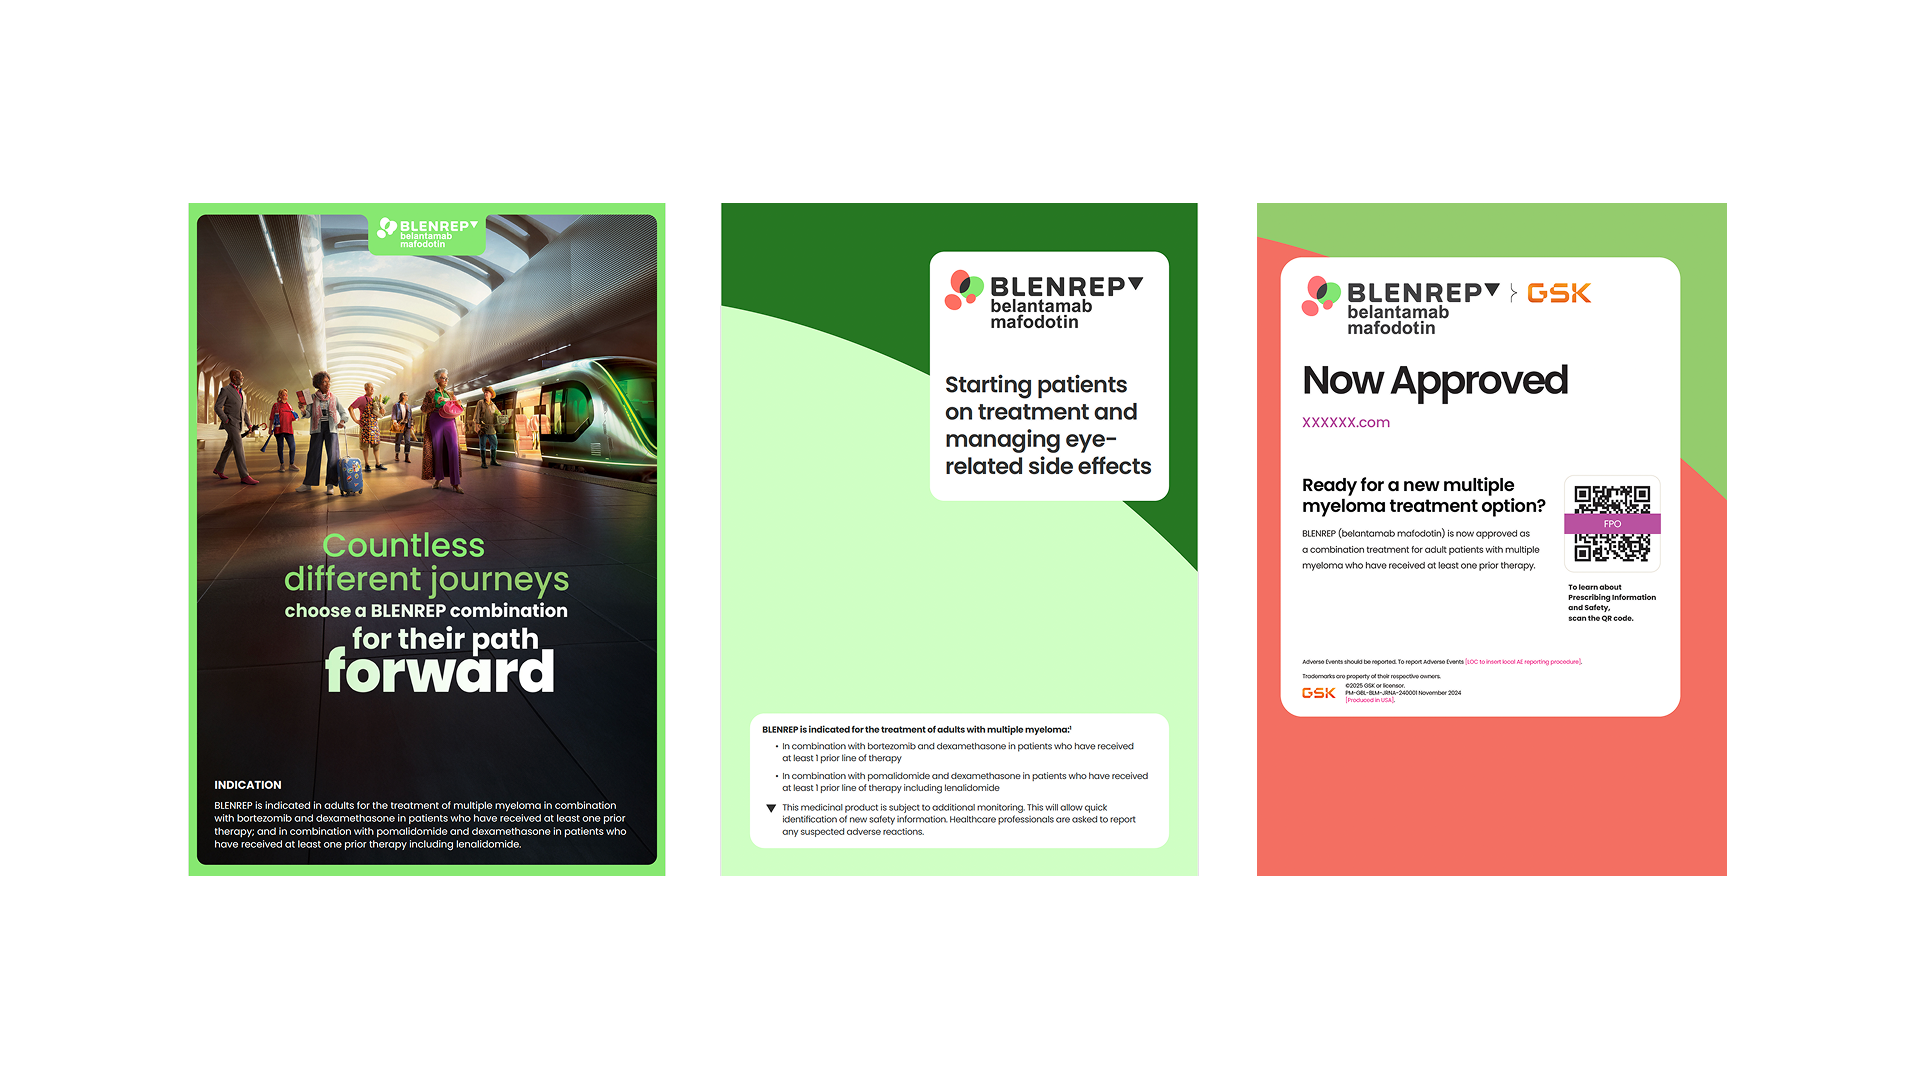 BLENREP▼
belantamab
mafodotin
Countless
different journeys
choose a BLENREP combination
for their path
forward
INDICATION
BLENREP is indicated in adults for the treatment of multiple myeloma in combination
with bortezomib and dexamethasone in patients who have received at least one prior
therapy; and in combination with pomalidomide and dexamethasone in patients who
have received at least one prior therapy including lenalidomide.
BLENREP▼
belantamab
mafodotin
Starting patients
on treatment and
managing eye-
related side effects
BLENREP is indicated for the treatment of adults with multiple myeloma:¹
• In combination with bortezomib and dexamethasone in patients who have received
at least 1 prior line of therapy
• In combination with pomalidomide and dexamethasone in patients who have received
at least 1 prior line of therapy including lenalidomide
▼ This medicinal product is subject to additional monitoring. This will allow quick
identification of new safety information. Healthcare professionals are asked to report
any suspected adverse reactions.
BLENREP▼ GSK
belantamab
mafodotin
Now Approved
XXXXXX.com
Ready for a new multiple
myeloma treatment option?
BLENREP (belantamab mafodotin) is now approved as
a combination treatment for adult patients with multiple
myeloma who have received at least one prior therapy.
FPO
To learn about
Prescribing Information
and Safety,
scan the QR code.
Adverse Events should be reported. To report Adverse Events [LOC to insert local AE reporting procedure].
Trademarks are property of their respective owners.
GSK
©2025 GSK or licensor.
PM-GBL-BLM-JRNA-240001 November 2024
[Produced in USA].